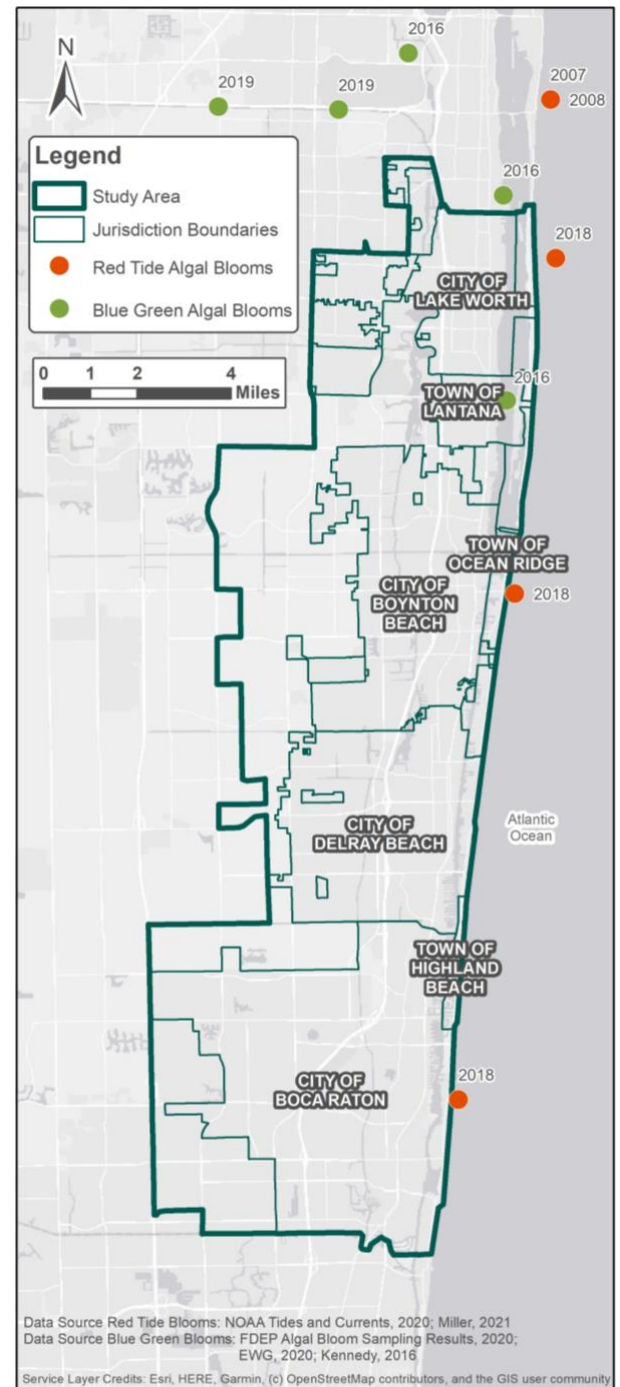 N
2016
2019
2019
2007
2008
Legend
Study Area
Jurisdiction Boundaries
Red Tide Algal Blooms
Blue Green Algal Blooms
2016
2018
0 1 2 4
Miles
CITY OF
LAKE WORTH
2016
TOWN OF
LANTANA
TOWN OF
OCEAN RIDGE
2018
CITY OF
BOYNTON
BEACH
Atlantic
Ocean
CITY OF
DELRAY BEACH
TOWN OF
HIGHLAND
BEACH
CITY OF
BOCA RATON
2018
Data Source Red Tide Blooms: NOAA Tides and Currents, 2020; Miller, 2021
Data Source Blue Green Blooms: FDEP Algal Bloom Sampling Results, 2020;
EWG, 2020; Kennedy, 2016
Service Layer Credits: Esri, HERE, Garmin, (c) OpenStreetMap contributors, and the GIS user community